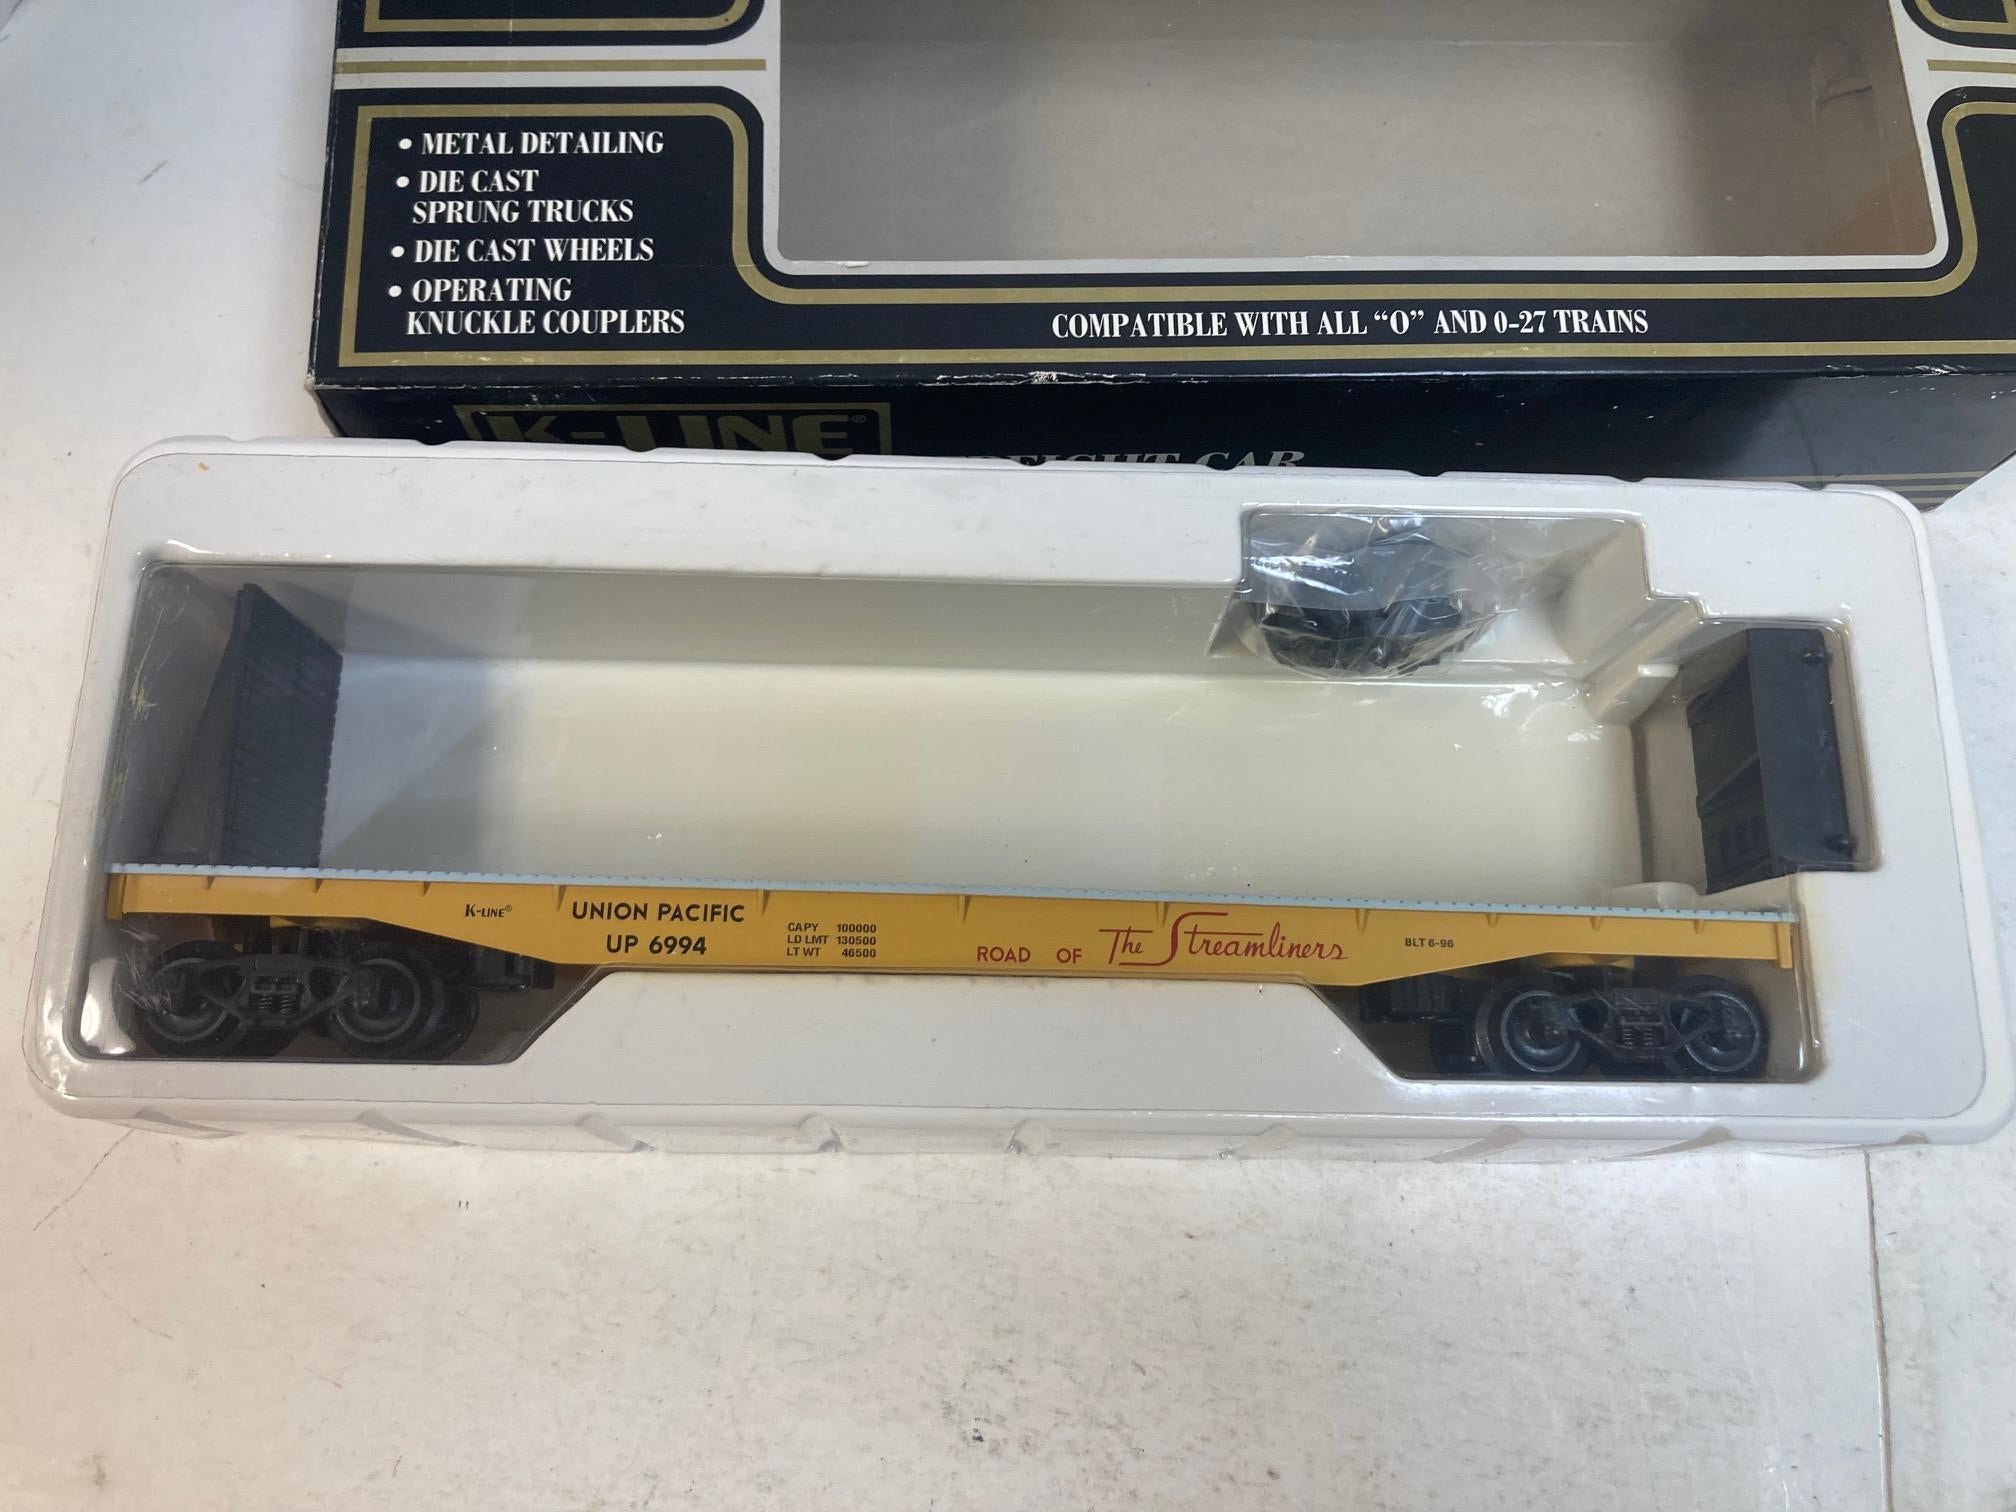 • METAL DETAILING
• DIE CAST
SPRUNG TRUCKS
• DIE CAST WHEELS
• OPERATING
KNUCKLE COUPLERS
COMPATIBLE WITH ALL “O” AND 0-27 TRAINS
K-LINE®
FREIGHT CAR
K-LINE®
UNION PACIFIC
UP 6994
CAPY 100000
LD LMT 130500
LT WT 46500
ROAD OF The Streamliners
BLT 6-96